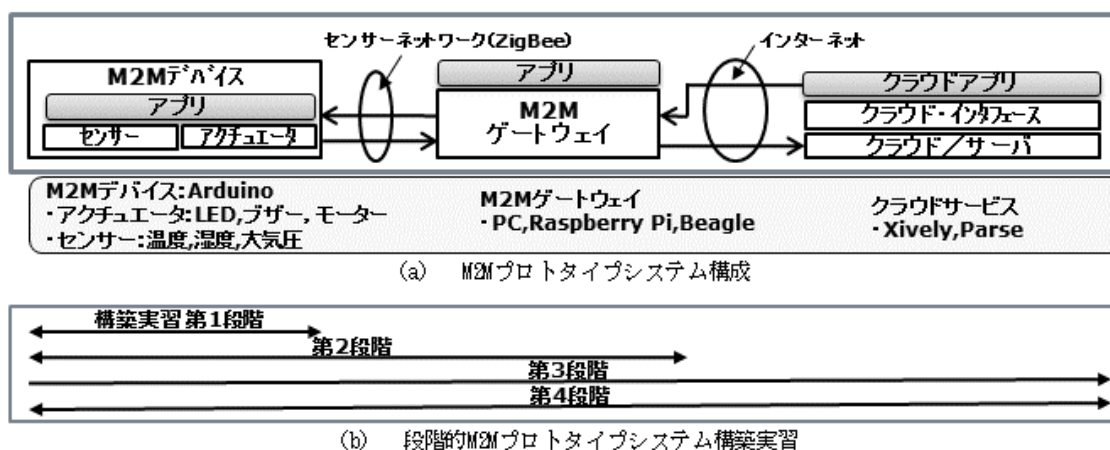 センサーネットワーク(ZigBee)
インターネット
M2Mデバイス
アプリ
センサー
アクチュエータ
アプリ
M2M
ゲートウェイ
クラウドアプリ
クラウド・インタフェース
クラウド／サーバ
M2Mデバイス:Arduino
・アクチュエータ:LED,ブザー,モーター
・センサー:温度,湿度,大気圧
M2Mゲートウェイ
・PC,Raspberry Pi,Beagle
クラウドサービス
・Xively,Parse
(a) M2Mプロトタイプシステム構成
構築実習 第1段階
第2段階
第3段階
第4段階
(b) 段階的M2Mプロトタイプシステム構築実習